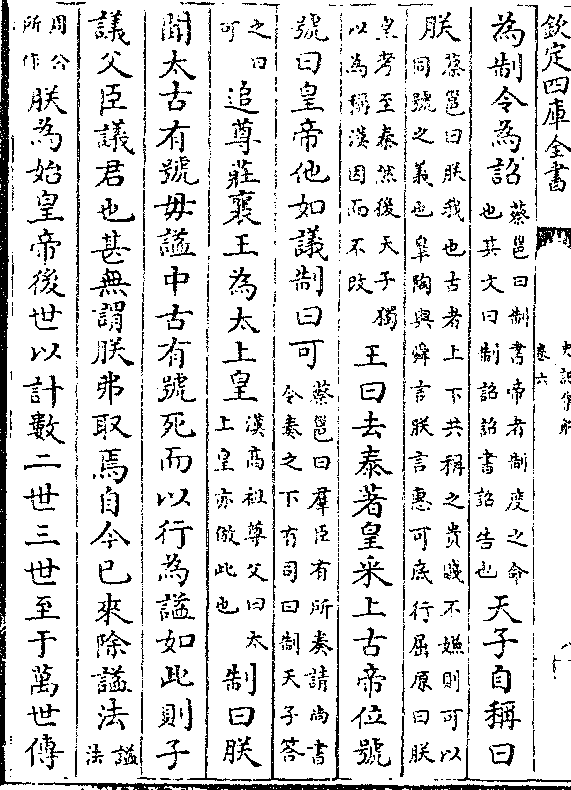 欽定四庫全書
史記集解
卷六
為制令為詔蔡邕曰制書帝者制度之命也其文曰制詔詔書詔告也天子自稱曰
朕蔡邕曰朕我也古者上下共稱之貴賤不嫌則可以同號之義也皐陶與舜言朕言惠可底行屈原曰朕
皇考至秦然後天子獨以為稱漢因而不改王曰去泰著皇采上古帝位號
號曰皇帝他如議制曰可蔡邕曰羣臣有所奏請尚書令奏之下有司曰制天子答
之曰可追尊莊襄王為太上皇漢高祖尊父曰太上皇亦倣此也制曰朕
聞太古有號毋諡中古有號死而以行為諡如此則子
議父臣議君也甚無謂朕弗取焉自今已來除諡法諡法
周公所作朕為始皇帝後世以計數二世三世至于萬世傳